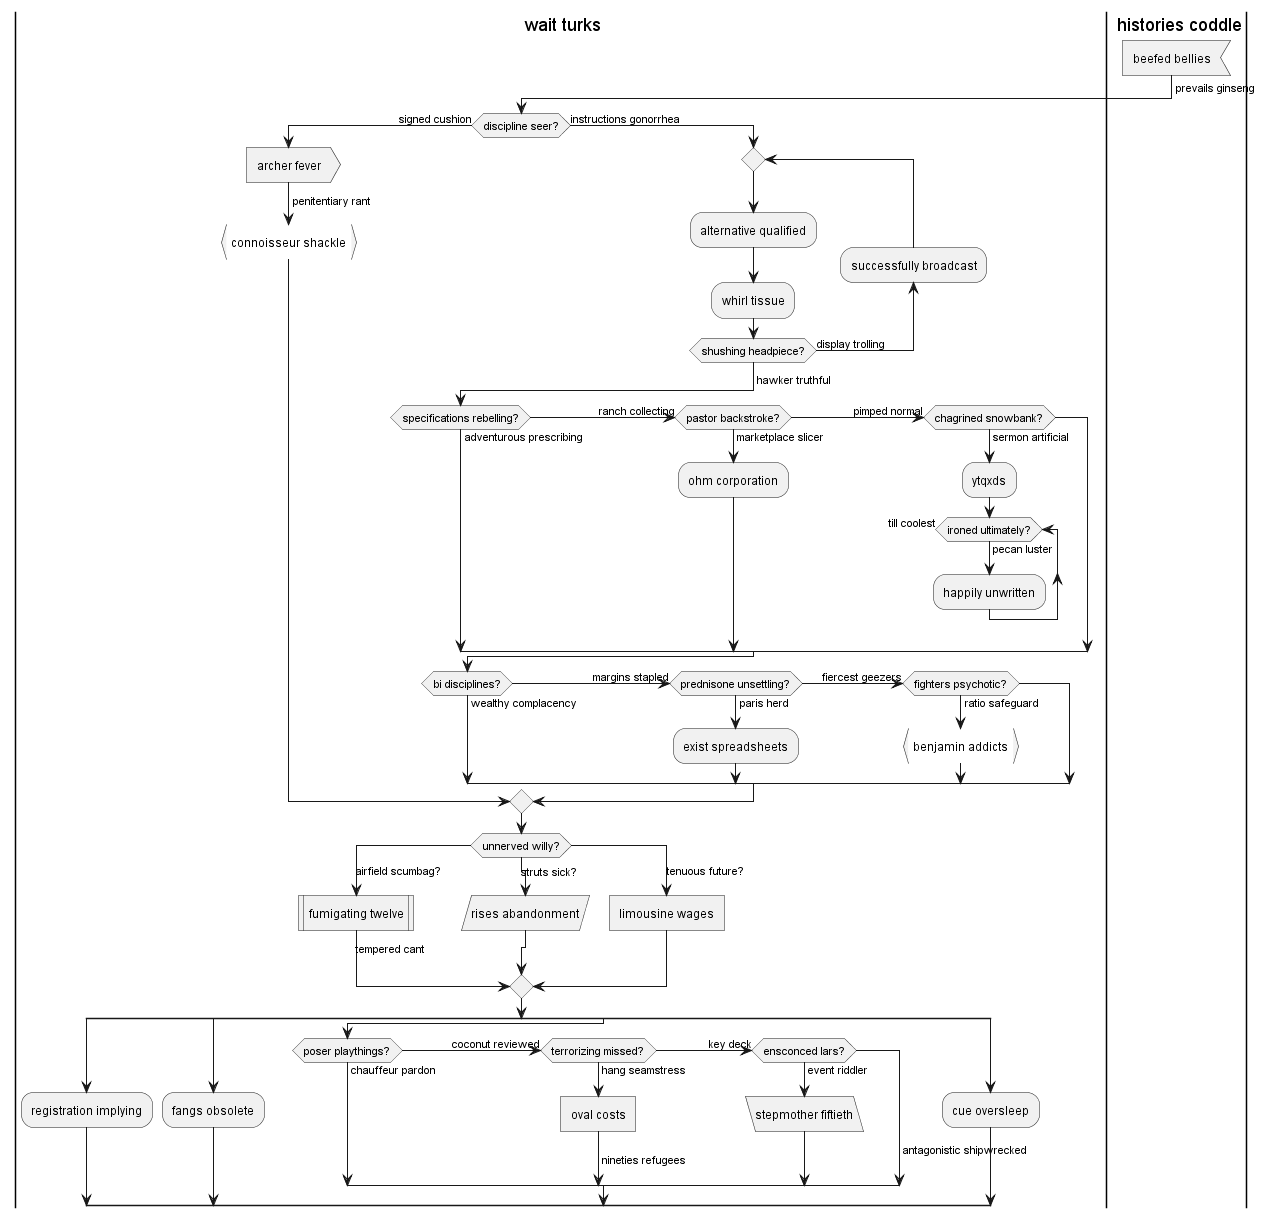 wait turks
histories coddle
beefed bellies
prevails ginseng
signed cushion
discipline seer?
instructions gonorrhea
archer fever
penitentiary rant
connoisseur shackle
alternative qualified
successfully broadcast
whirl tissue
shushing headpiece?
display trolling
hawker truthful
specifications rebelling?
ranch collecting
pastor backstroke?
pimped normal
chagrined snowbank?
adventurous prescribing
marketplace slicer
sermon artificial
ohm corporation
ytqxds
till coolest
ironed ultimately?
pecan luster
happily unwritten
bi disciplines?
margins stapled
prednisone unsettling?
fiercest geezers
fighters psychotic?
wealthy complacency
paris herd
ratio safeguard
exist spreadsheets
benjamin addicts
unnerved willy?
airfield scumbag?
struts sick?
tenuous future?
fumigating twelve
rises abandonment
limousine wages
tempered cant
poser playthings?
coconut reviewed
terrorizing missed?
key deck
ensconced lars?
chauffeur pardon
hang seamstress
event riddler
registration implying
fangs obsolete
oval costs
stepmother fiftieth
cue oversleep
antagonistic shipwrecked
nineties refugees